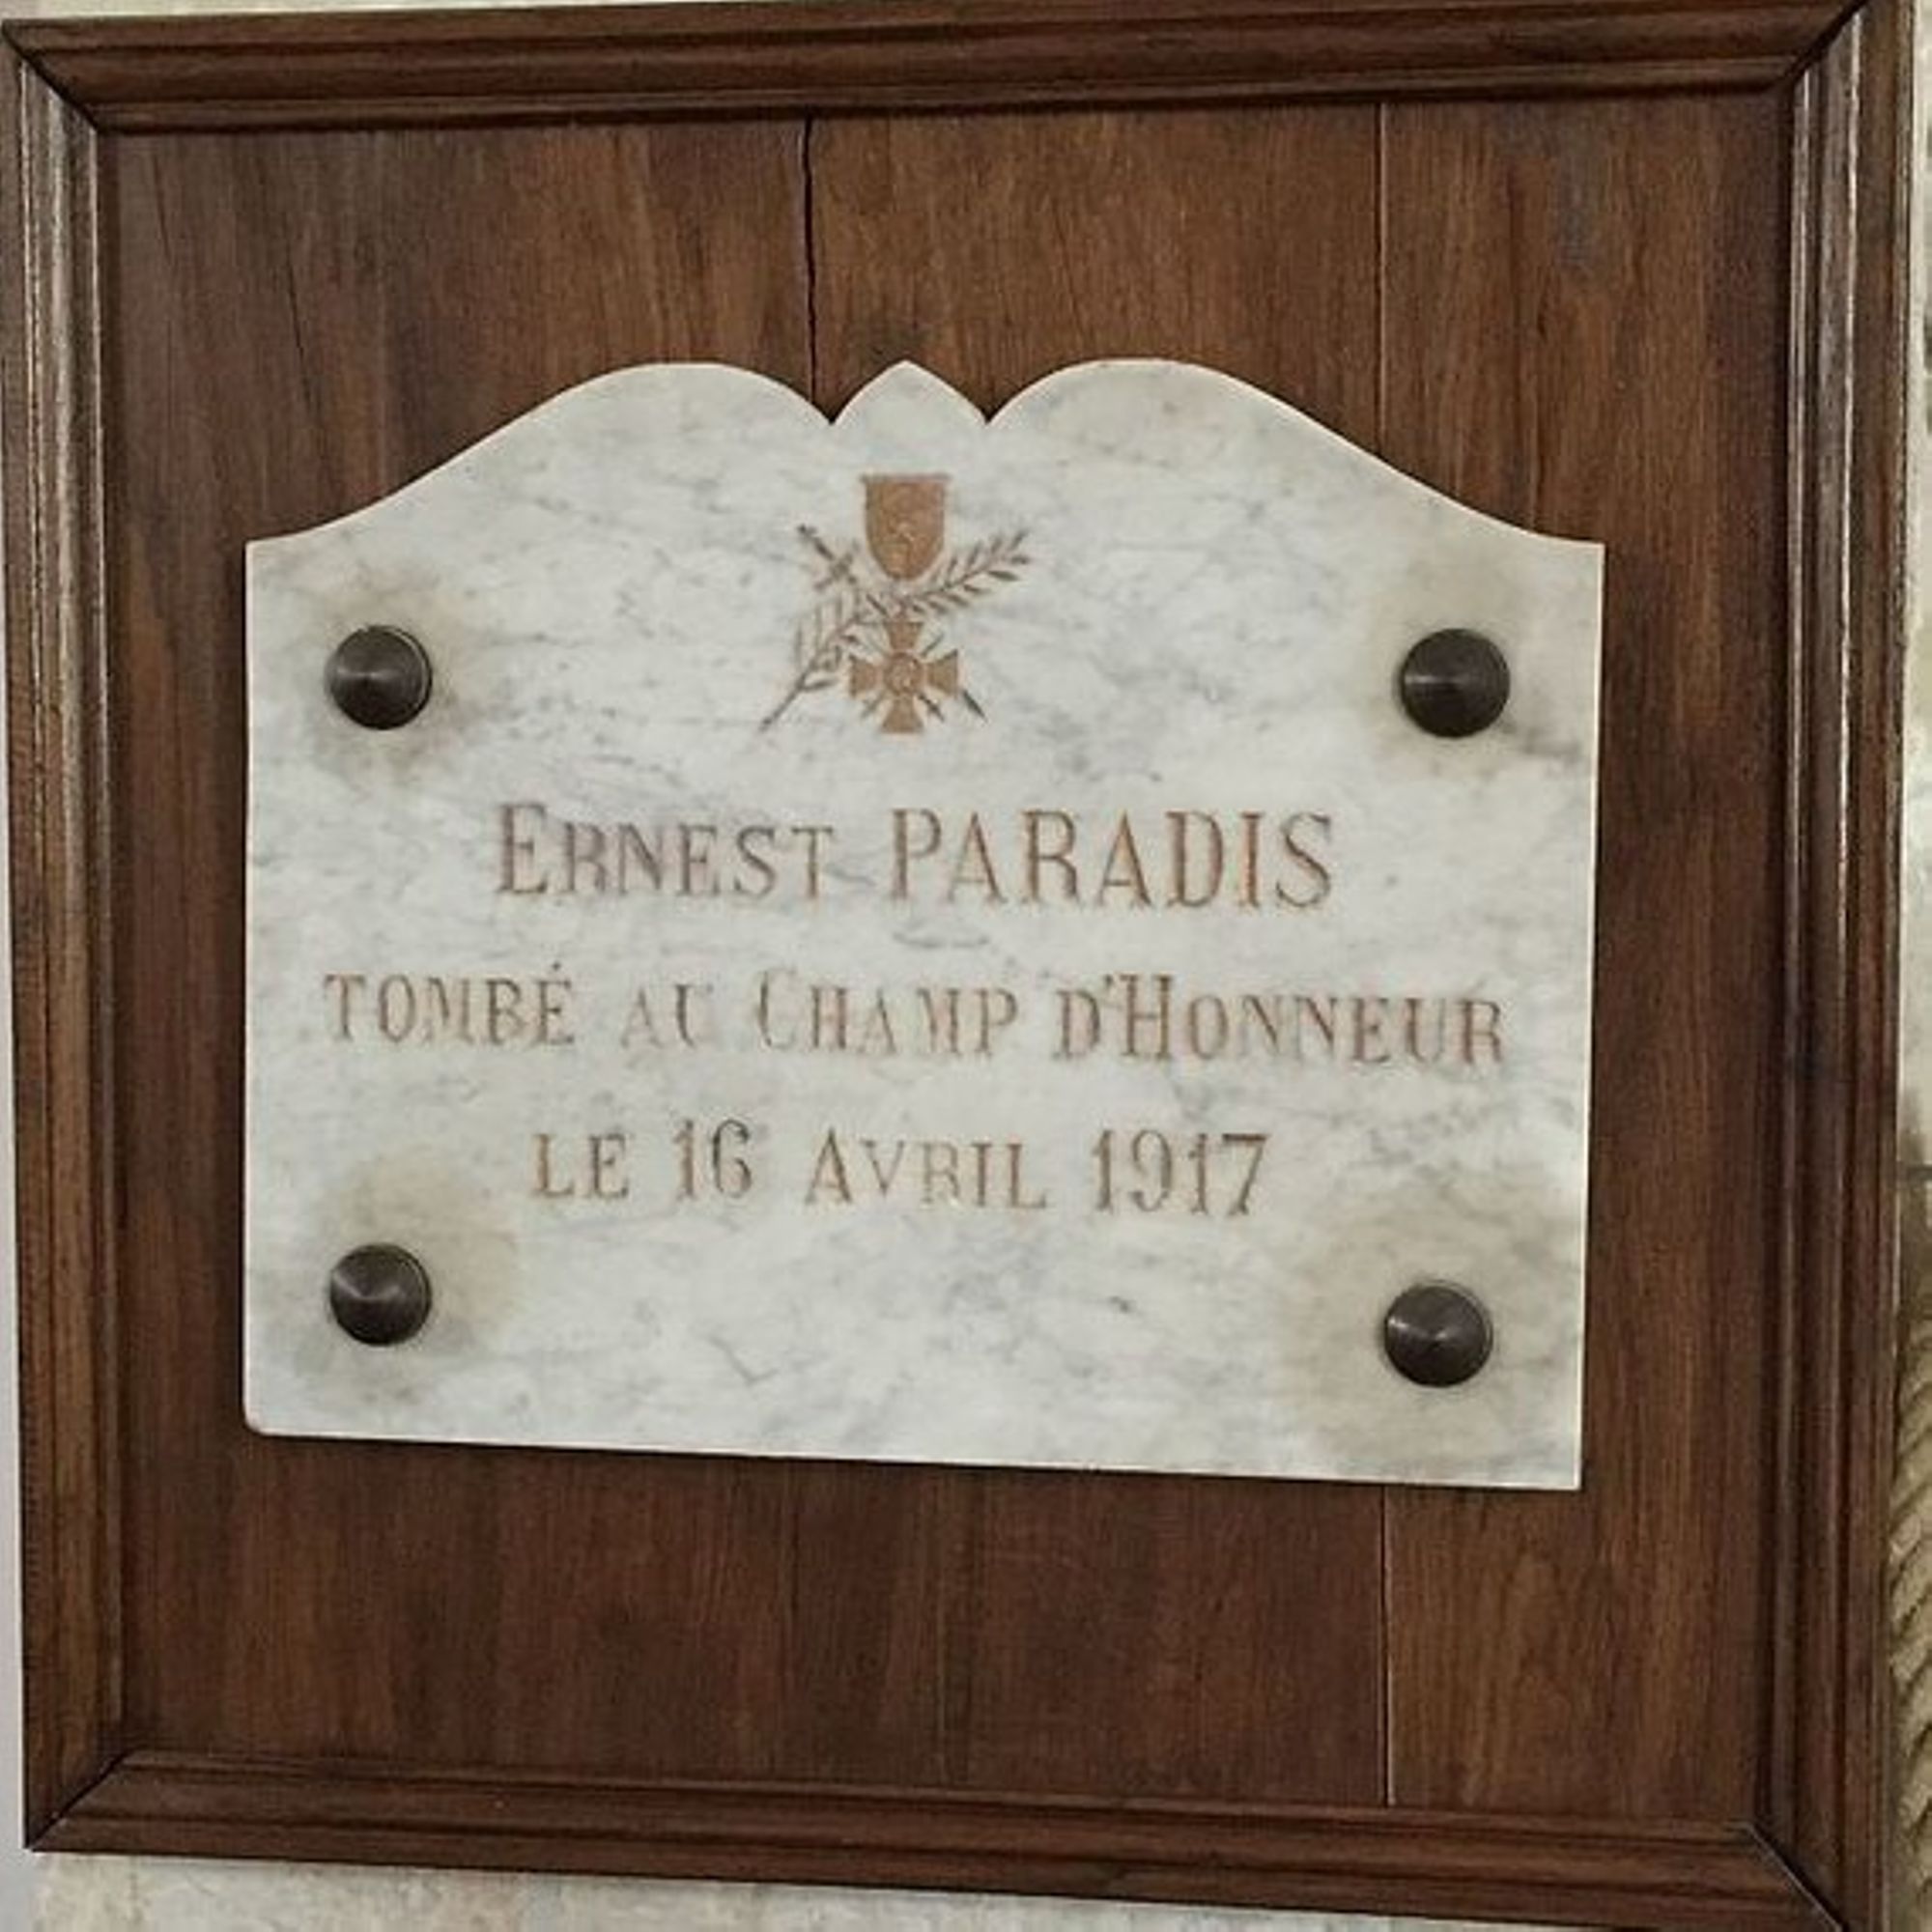 ERNEST PARADIS
TOMBÉ AU CHAMP D'HONNEUR
LE 16 AVRIL 1917